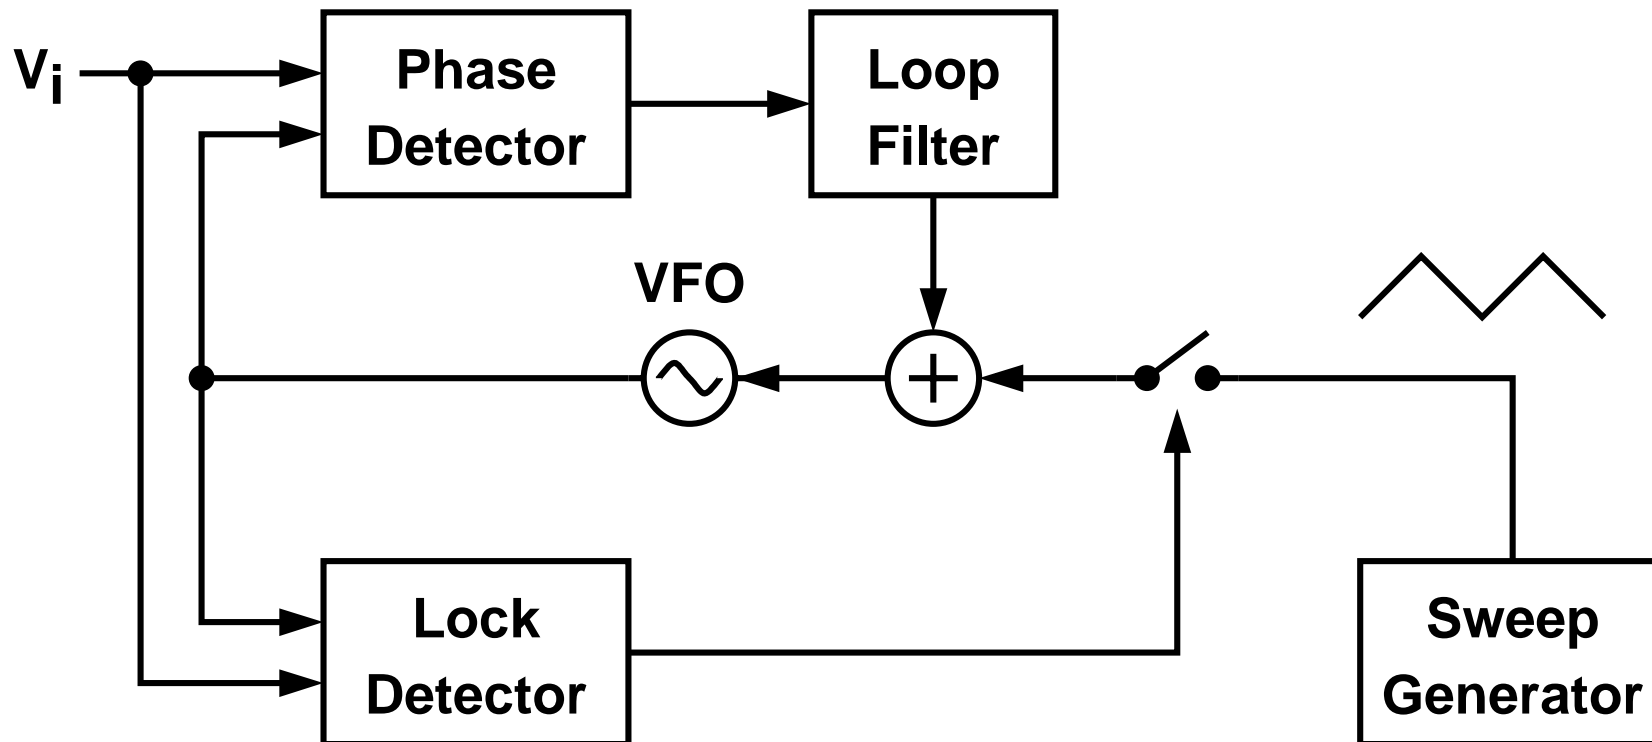 Vi
Phase
Detector
Loop
Filter
VFO
Lock
Detector
Sweep
Generator